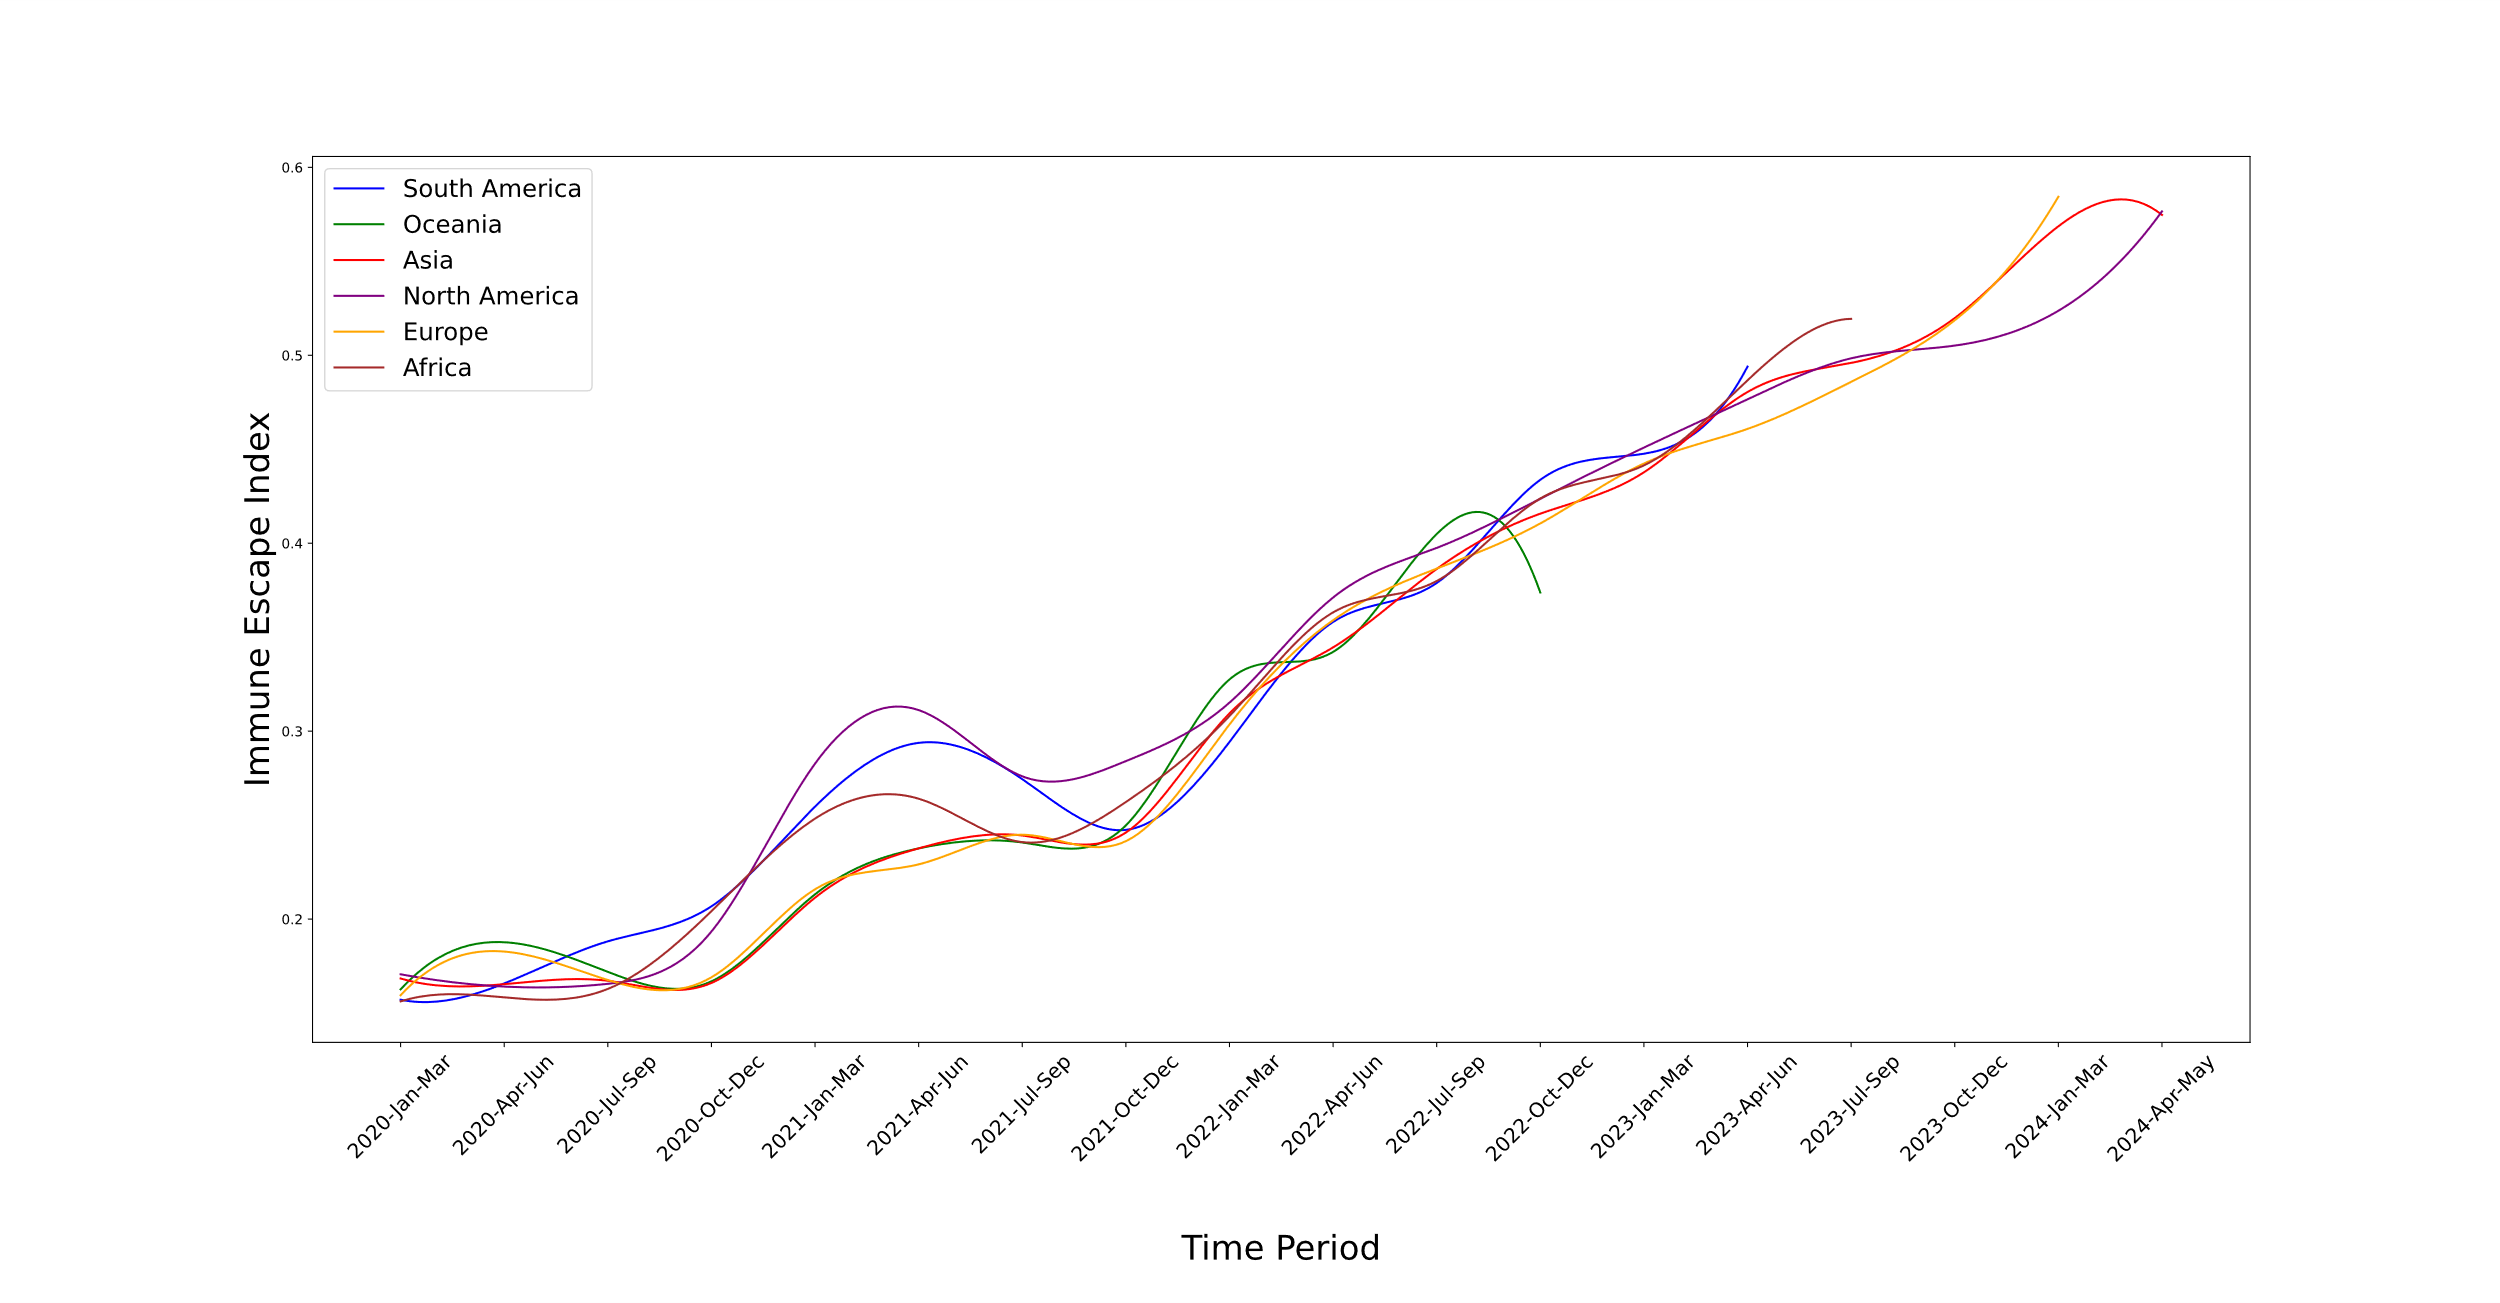 0.6
0.5
0.4
0.3
0.2
Immune Escape Index
South America
Oceania
Asia
North America
Europe
Africa
2020-Jan-Mar
2020-Apr-Jun
2020-Jul-Sep
2020-Oct-Dec
2021-Jan-Mar
2021-Apr-Jun
2021-Jul-Sep
2021-Oct-Dec
2022-Jan-Mar
2022-Apr-Jun
2022-Jul-Sep
2022-Oct-Dec
2023-Jan-Mar
2023-Apr-Jun
2023-Jul-Sep
2023-Oct-Dec
2024-Jan-Mar
2024-Apr-May
Time Period